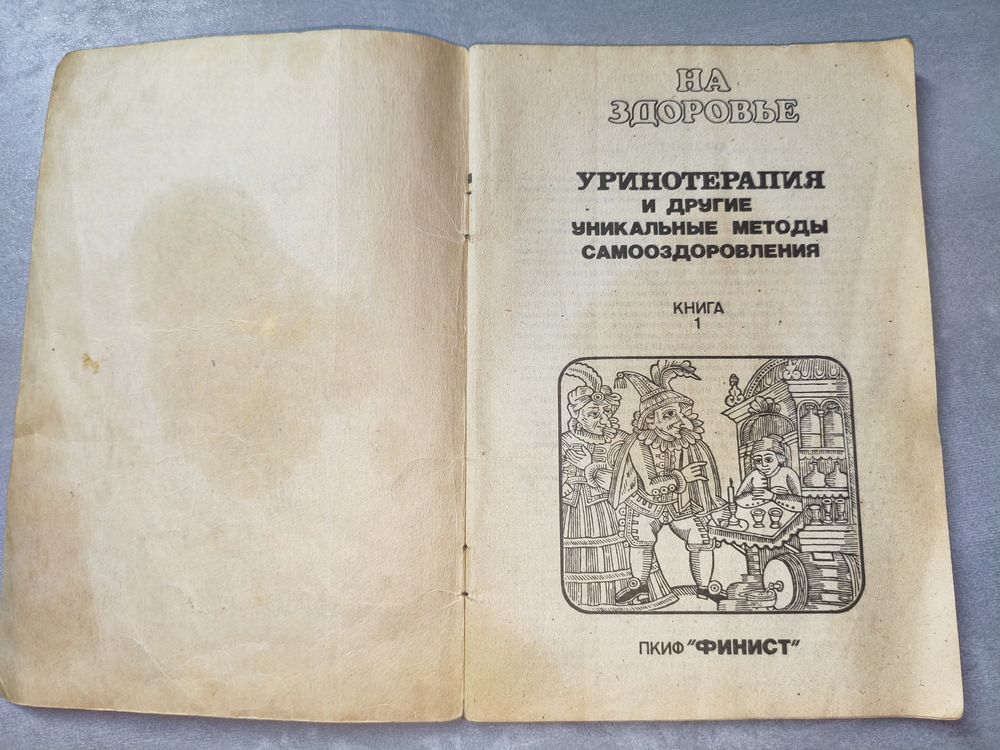 НА
ЗДОРОВЬЕ
УРИНОТЕРАПИЯ
И ДРУГИЕ
УНИКАЛЬНЫЕ МЕТОДЫ
САМООЗДОРОВЛЕНИЯ
КНИГА
1
ПКИФ "ФИНИСТ"